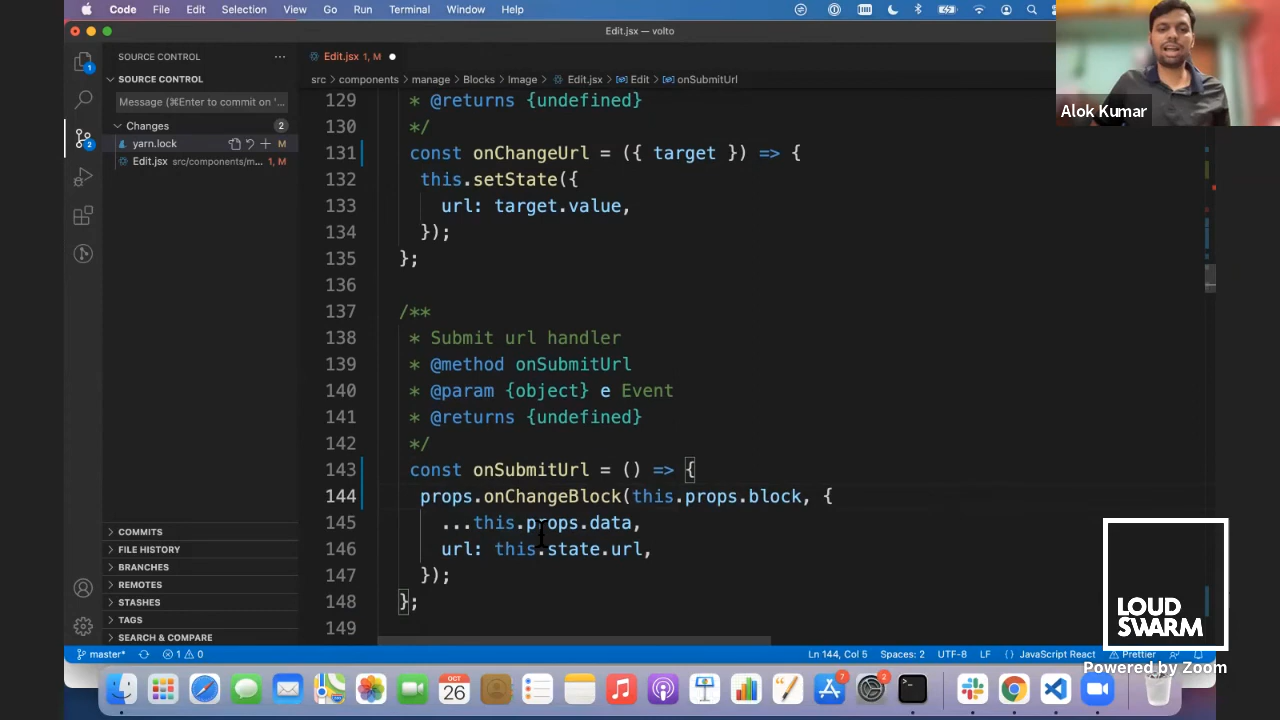 Code File Edit Selection View Go Run Terminal Window Help
Edit.jsx — volto
SOURCE CONTROL
Edit.jsx 1, M
SOURCE CONTROL
src > components > manage > Blocks > Image > Edit.jsx > Edit > onSubmitUrl
Message (⌘Enter to commit on '...
Changes 2
yarn.lock M
Edit.jsx src/components/m... 1, M
129 * @returns {undefined}
130 */
131 const onChangeUrl = ({ target }) => {
132 this.setState({
133 url: target.value,
134 });
135 };
136
137 /**
138 * Submit url handler
139 * @method onSubmitUrl
140 * @param {object} e Event
141 * @returns {undefined}
142 */
143 const onSubmitUrl = () => {
144 props.onChangeBlock(this.props.block, {
145 ...this.props.data,
146 url: this.state.url,
147 });
148 };
149
COMMITS
FILE HISTORY
BRANCHES
REMOTES
STASHES
TAGS
SEARCH & COMPARE
master* 1 0 Ln 144, Col 5 Spaces: 2 UTF-8 LF JavaScript React Prettier
OCT
26
7
2
Alok Kumar
LOUD
SWARM
Powered by Zoom